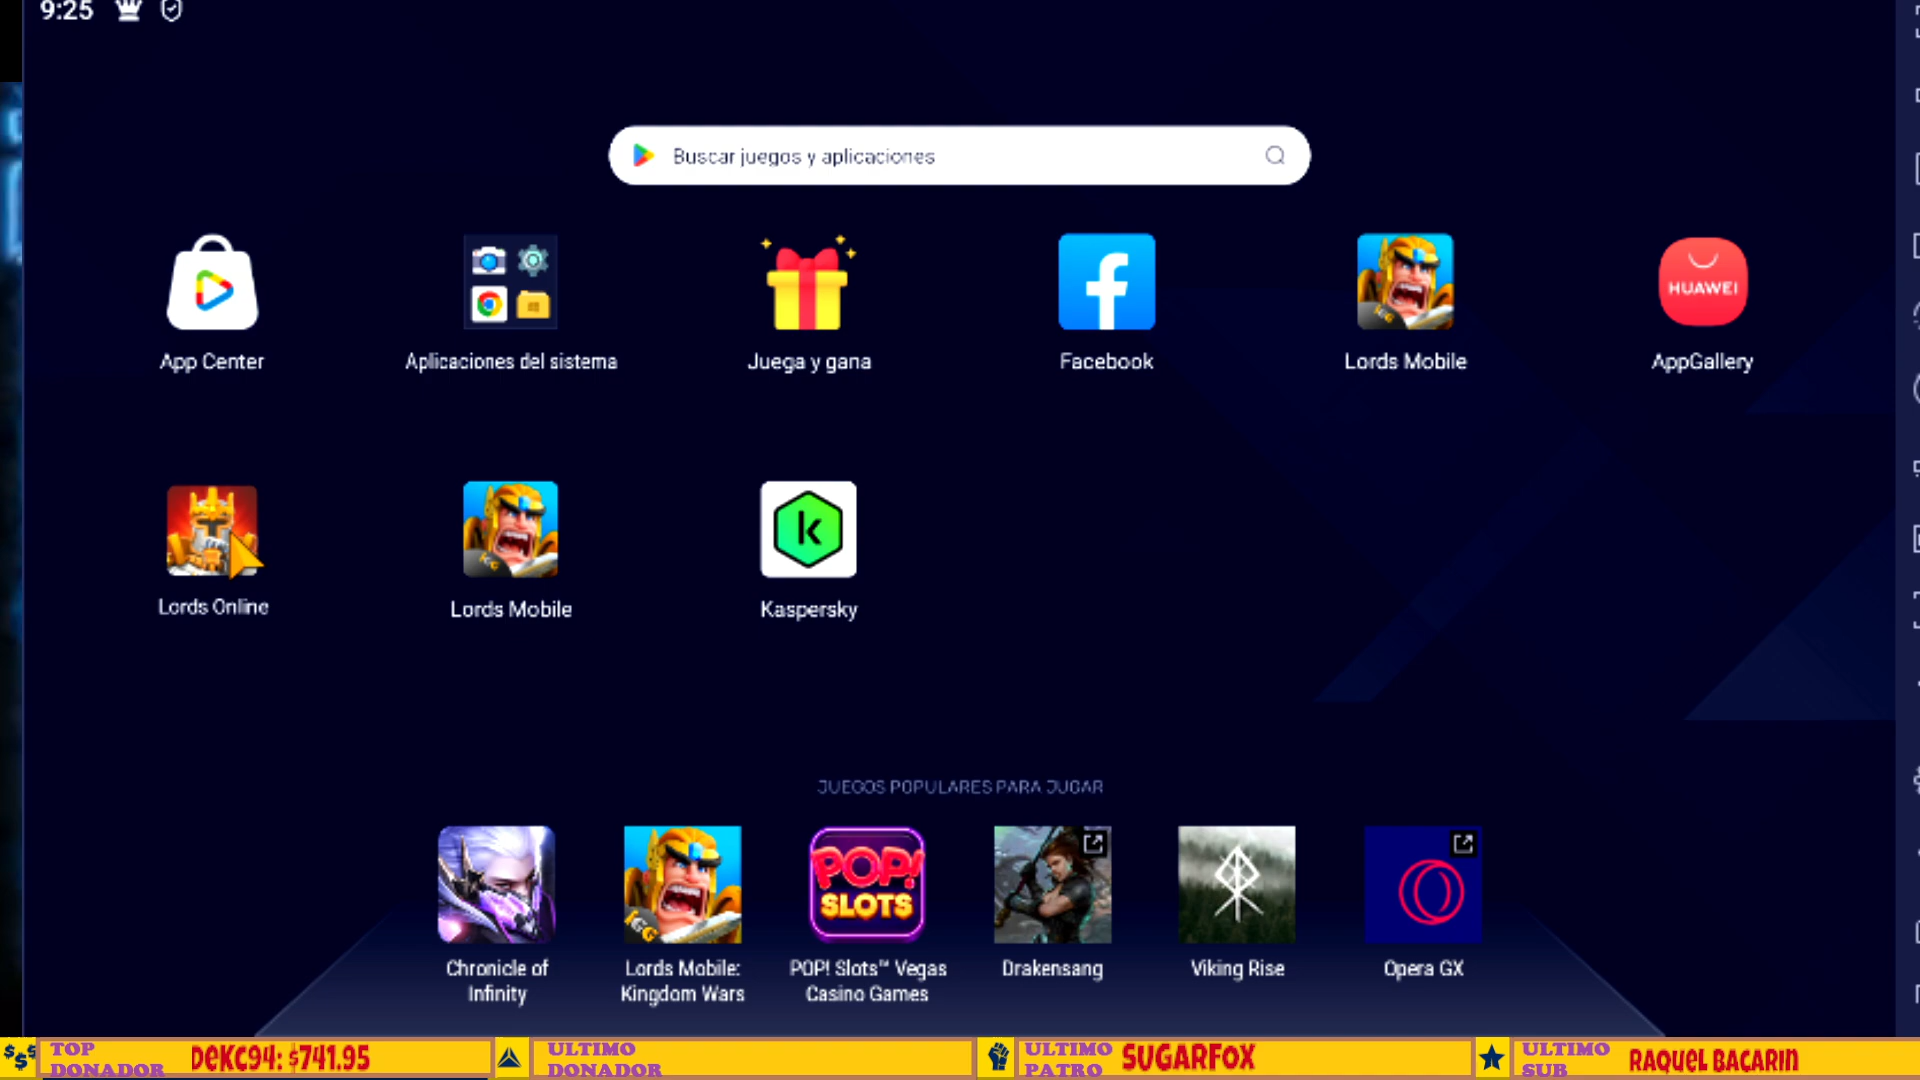 9:25
Buscar juegos y aplicaciones
App Center
Aplicaciones del sistema
Juega y gana
Facebook
Lords Mobile
HUAWEI
AppGallery
Lords Online
Lords Mobile
Kaspersky
JUEGOS POPULARES PARA JUGAR
POP!
SLOTS
IGG
Chronicle of
Infinity
Lords Mobile:
Kingdom Wars
POP! Slots™ Vegas
Casino Games
Drakensang
Viking Rise
Opera GX
TOP
DONADOR
DEKC94: $741.95
ULTIMO
DONADOR
ULTIMO
PATRO
SUGARFOX
ULTIMO
SUB
RAQUEL BACARIN